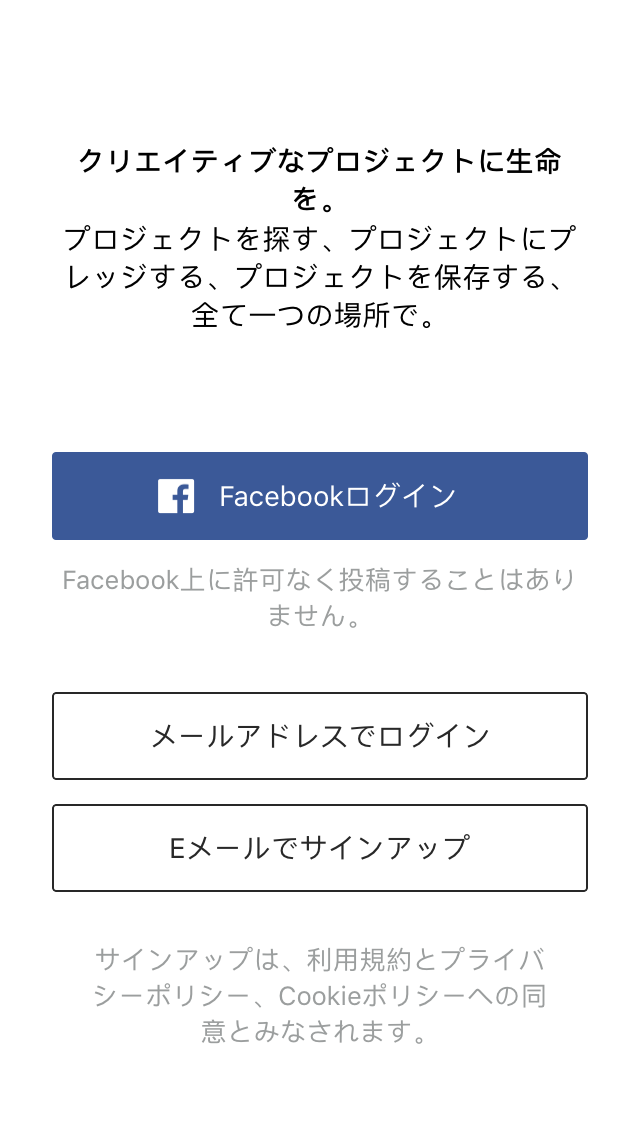 クリエイティブなプロジェクトに生命
を。
プロジェクトを探す、プロジェクトにプ
レッジする、プロジェクトを保存する、
全て一つの場所で。
Facebookログイン
Facebook上に許可なく投稿することはあり
ません。
メールアドレスでログイン
Eメールでサインアップ
サインアップは、利用規約とプライバ
シーポリシー、Cookieポリシーへの同
意とみなされます。